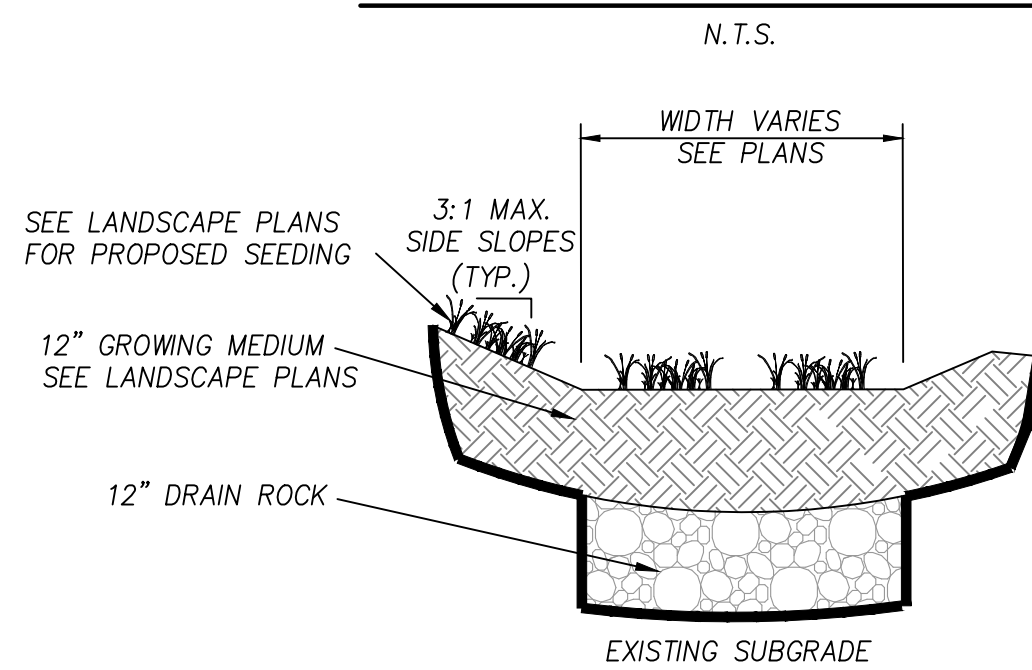 N.T.S.
WIDTH VARIES
SEE PLANS
SEE LANDSCAPE PLANS
FOR PROPOSED SEEDING
3:1 MAX.
SIDE SLOPES
(TYP.)
12" GROWING MEDIUM
SEE LANDSCAPE PLANS
12" DRAIN ROCK
EXISTING SUBGRADE